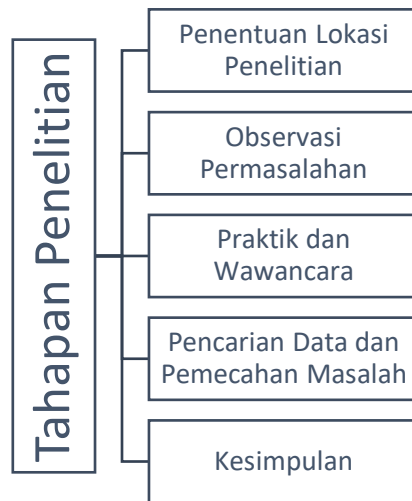 Tahapan Penelitian
Penentuan Lokasi
Penelitian
Observasi
Permasalahan
Praktik dan
Wawancara
Pencarian Data dan
Pemecahan Masalah
Kesimpulan